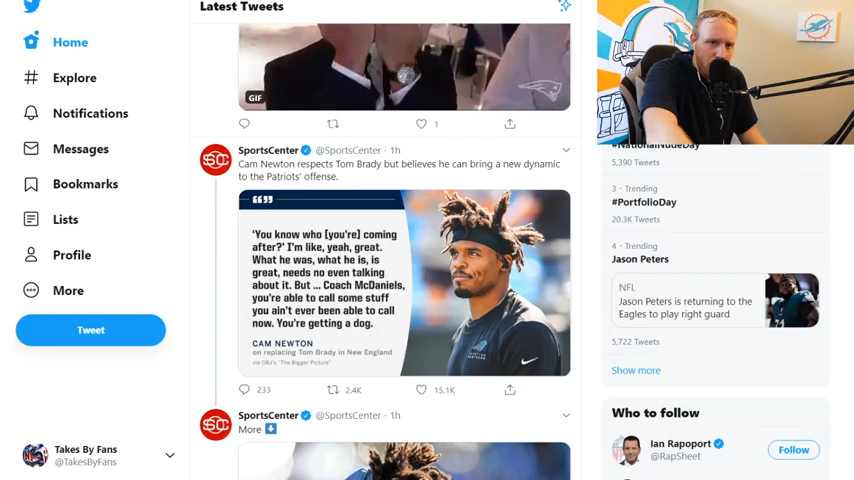 Latest Tweets
Home
Explore
Notifications
Messages
Bookmarks
Lists
Profile
More
Tweet
Takes By Fans
@TakesByFans
GIF
1
SportsCenter @SportsCenter · 1h
Cam Newton respects Tom Brady but believes he can bring a new dynamic
to the Patriots' offense.
'You know who [you're] coming
after?' I'm like, yeah, great.
What he was, what he is, is
great, needs no even talking
about it. But ... Coach McDaniels,
you're able to call some stuff
you ain't ever been able to call
now. You're getting a dog.
CAM NEWTON
on replacing Tom Brady in New England
via OBJ's "The Bigger Picture"
233
2.4K
15.1K
SportsCenter @SportsCenter · 1h
More
#NationalNudeDay
5,390 Tweets
3 · Trending
#PortfolioDay
20.3K Tweets
4 · Trending
Jason Peters
NFL
Jason Peters is returning to the
Eagles to play right guard
5,722 Tweets
Show more
Who to follow
Ian Rapoport
@RapSheet
Follow